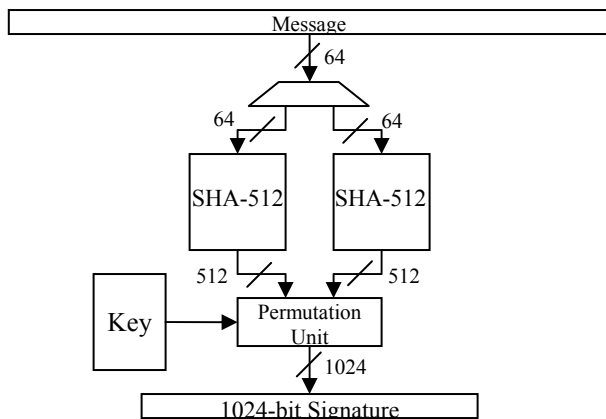 Message
64
64
64
SHA-512
SHA-512
512
512
Key
Permutation
Unit
1024
1024-bit Signature